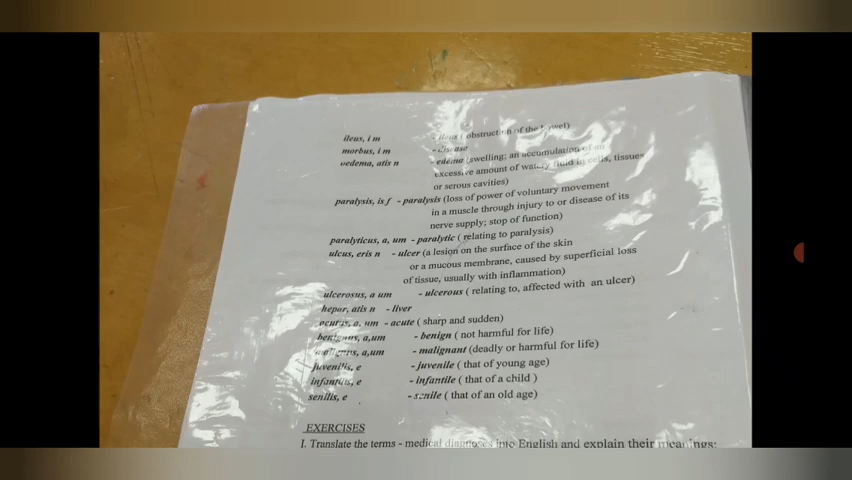 ileus, i m - ileus ( obstruction of the bowel)
morbus, i m - disease
oedema, atis n - edema (swelling; an accumulation of an
excessive amount of watery fluid in cells, tissues
or serous cavities)
paralysis, is f - paralysis (loss of power of voluntary movement
in a muscle through injury to or disease of its
nerve supply; stop of function)
paralyticus, a, um - paralytic ( relating to paralysis)
ulcus, eris n - ulcer (a lesion on the surface of the skin
or a mucous membrane, caused by superficial loss
of tissue, usually with inflammation)
ulcerosus, a um - ulcerous ( relating to, affected with an ulcer)
hepar, atis n - liver
acutus, a, um - acute ( sharp and sudden)
benignus, a,um - benign ( not harmful for life)
malignus, a,um - malignant (deadly or harmful for life)
juvenilis, e - juvenile ( that of young age)
infantilis, e - infantile ( that of a child )
senilis, e - senile ( that of an old age)
EXERCISES
I. Translate the terms - medical diagnoses into English and explain their meanings: